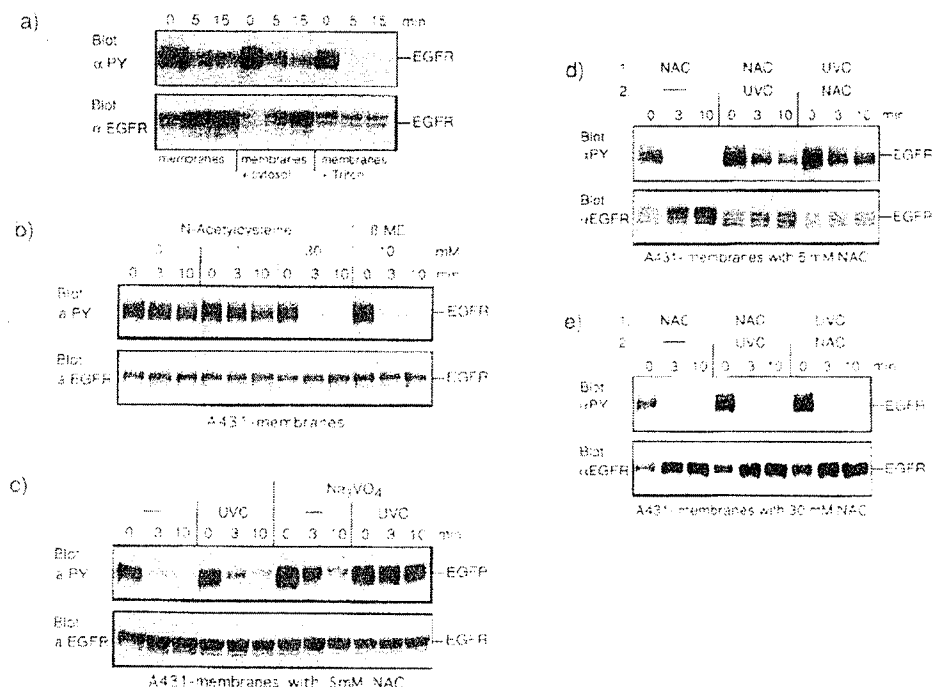 a)
0 5 15 0 5 15 0 5 15 min
Blot
α PY
EGFR
Blot
α EGFR
EGFR
membranes
membranes
+ cytosol
membranes
+ Triton
b)
N-Acetylcysteine
30
10
mM
0 3 10 0 3 10 0 3 10 0 3 10 min
Blot
a PY
EGFR
Blot
a EGFR
EGFR
A431-membranes
c)
Na3VO4
— UVC — UVC
0 3 10 0 3 10 0 3 10 0 3 10 min
Blot
a PY
EGFR
Blot
a EGFR
EGFR
A431-membranes with 5mM NAC
d)
1. NAC NAC UVC
2. — UVC NAC
0 3 10 0 3 10 0 3 10 min
Blot
αPY
EGFR
Blot
αEGFR
EGFR
A431-membranes with 5 mM NAC
e)
1. NAC NAC UVC
2. — UVC NAC
0 3 10 0 3 10 0 3 10 min
Blot
αPY
EGFR
Blot
αEGFR
EGFR
A431-membranes with 30 mM NAC